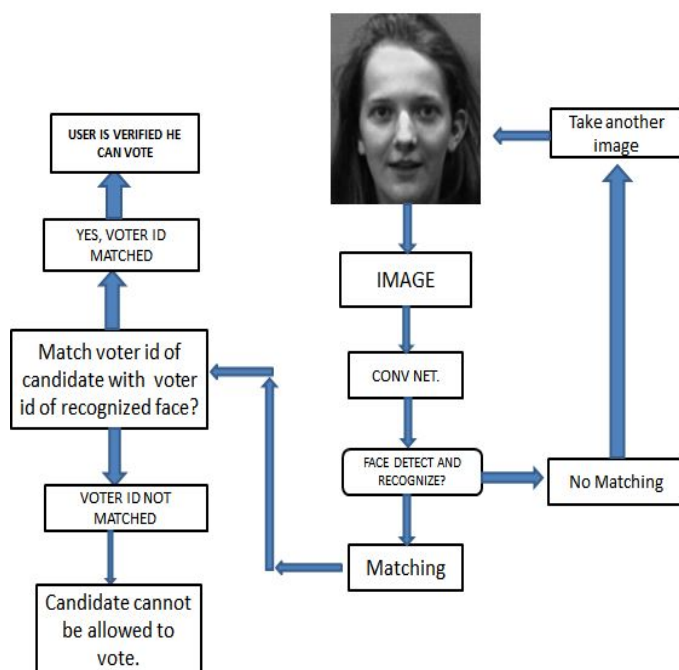 USER IS VERIFIED HE
CAN VOTE
Take another
image
YES, VOTER ID
MATCHED
IMAGE
Match voter id of
candidate with voter
id of recognized face?
CONV NET.
FACE DETECT AND
RECOGNIZE?
No Matching
VOTER ID NOT
MATCHED
Matching
Candidate cannot
be allowed to
vote.